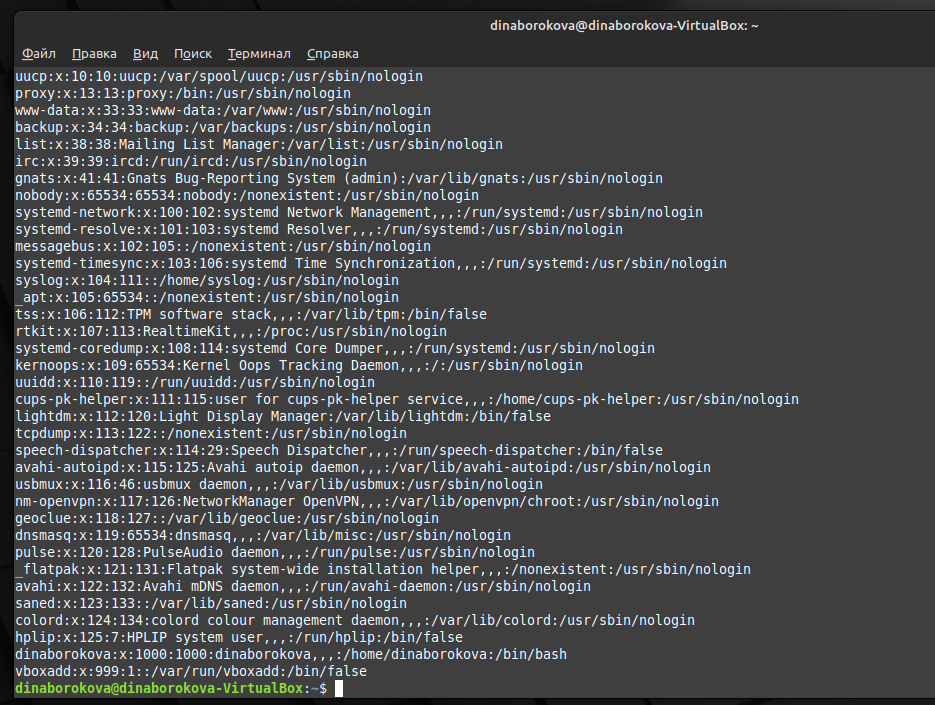 dinaborokova@dinaborokova-VirtualBox: ~
Файл Правка Вид Поиск Терминал Справка
uucp:x:10:10:uucp:/var/spool/uucp:/usr/sbin/nologin
proxy:x:13:13:proxy:/bin:/usr/sbin/nologin
www-data:x:33:33:www-data:/var/www:/usr/sbin/nologin
backup:x:34:34:backup:/var/backups:/usr/sbin/nologin
list:x:38:38:Mailing List Manager:/var/list:/usr/sbin/nologin
irc:x:39:39:ircd:/run/ircd:/usr/sbin/nologin
gnats:x:41:41:Gnats Bug-Reporting System (admin):/var/lib/gnats:/usr/sbin/nologin
nobody:x:65534:65534:nobody:/nonexistent:/usr/sbin/nologin
systemd-network:x:100:102:systemd Network Management,,,:/run/systemd:/usr/sbin/nologin
systemd-resolve:x:101:103:systemd Resolver,,,:/run/systemd:/usr/sbin/nologin
messagebus:x:102:105::/nonexistent:/usr/sbin/nologin
systemd-timesync:x:103:106:systemd Time Synchronization,,,:/run/systemd:/usr/sbin/nologin
syslog:x:104:111::/home/syslog:/usr/sbin/nologin
_apt:x:105:65534::/nonexistent:/usr/sbin/nologin
tss:x:106:112:TPM software stack,,,:/var/lib/tpm:/bin/false
rtkit:x:107:113:RealtimeKit,,,:/proc:/usr/sbin/nologin
systemd-coredump:x:108:114:systemd Core Dumper,,,:/run/systemd:/usr/sbin/nologin
kernoops:x:109:65534:Kernel Oops Tracking Daemon,,,:/:/usr/sbin/nologin
uuidd:x:110:119::/run/uuidd:/usr/sbin/nologin
cups-pk-helper:x:111:115:user for cups-pk-helper service,,,:/home/cups-pk-helper:/usr/sbin/nologin
lightdm:x:112:120:Light Display Manager:/var/lib/lightdm:/bin/false
tcpdump:x:113:122::/nonexistent:/usr/sbin/nologin
speech-dispatcher:x:114:29:Speech Dispatcher,,,:/run/speech-dispatcher:/bin/false
avahi-autoipd:x:115:125:Avahi autoip daemon,,,:/var/lib/avahi-autoipd:/usr/sbin/nologin
usbmux:x:116:46:usbmux daemon,,,:/var/lib/usbmux:/usr/sbin/nologin
nm-openvpn:x:117:126:NetworkManager OpenVPN,,,:/var/lib/openvpn/chroot:/usr/sbin/nologin
geoclue:x:118:127::/var/lib/geoclue:/usr/sbin/nologin
dnsmasq:x:119:65534:dnsmasq,,,:/var/lib/misc:/usr/sbin/nologin
pulse:x:120:128:PulseAudio daemon,,,:/run/pulse:/usr/sbin/nologin
_flatpak:x:121:131:Flatpak system-wide installation helper,,,:/nonexistent:/usr/sbin/nologin
avahi:x:122:132:Avahi mDNS daemon,,,:/run/avahi-daemon:/usr/sbin/nologin
saned:x:123:133::/var/lib/saned:/usr/sbin/nologin
colord:x:124:134:colord colour management daemon,,,:/var/lib/colord:/usr/sbin/nologin
hplip:x:125:7:HPLIP system user,,,:/run/hplip:/bin/false
dinaborokova:x:1000:1000:dinaborokova,,,:/home/dinaborokova:/bin/bash
vboxadd:x:999:1::/var/run/vboxadd:/bin/false
dinaborokova@dinaborokova-VirtualBox:~$